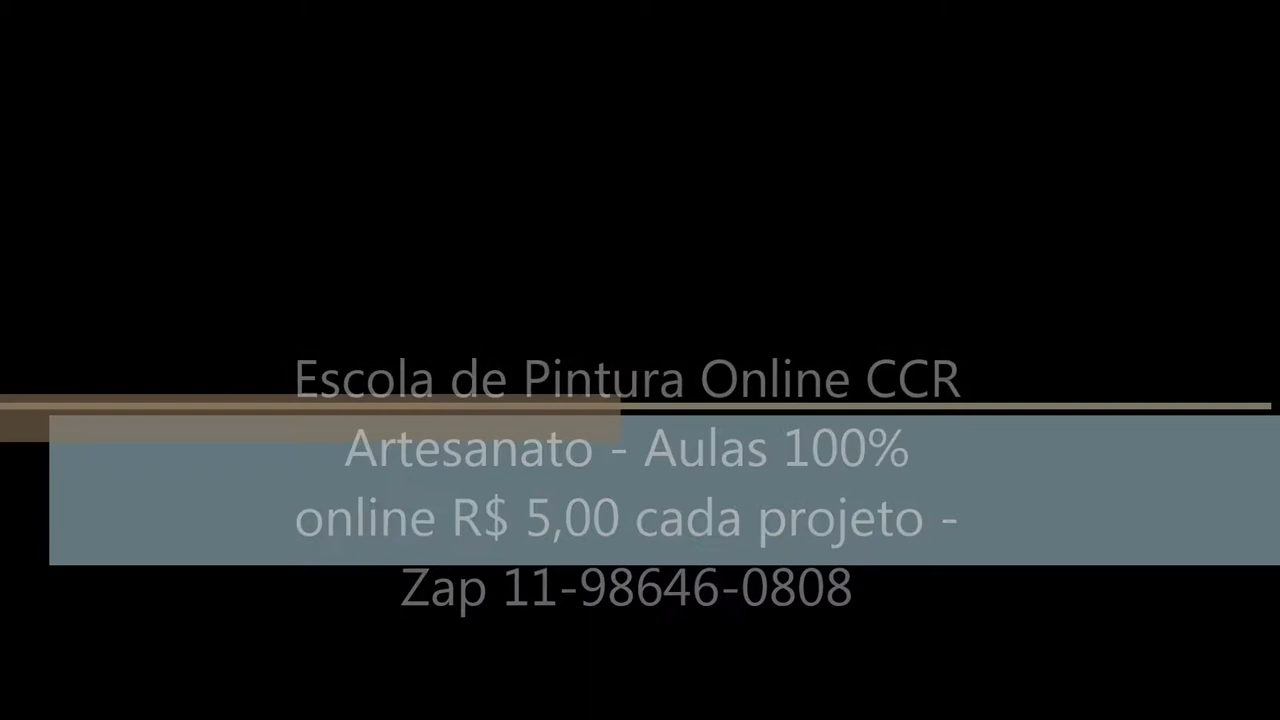 Escola de Pintura Online CCR
Artesanato - Aulas 100%
online R$ 5,00 cada projeto -
Zap 11-98646-0808